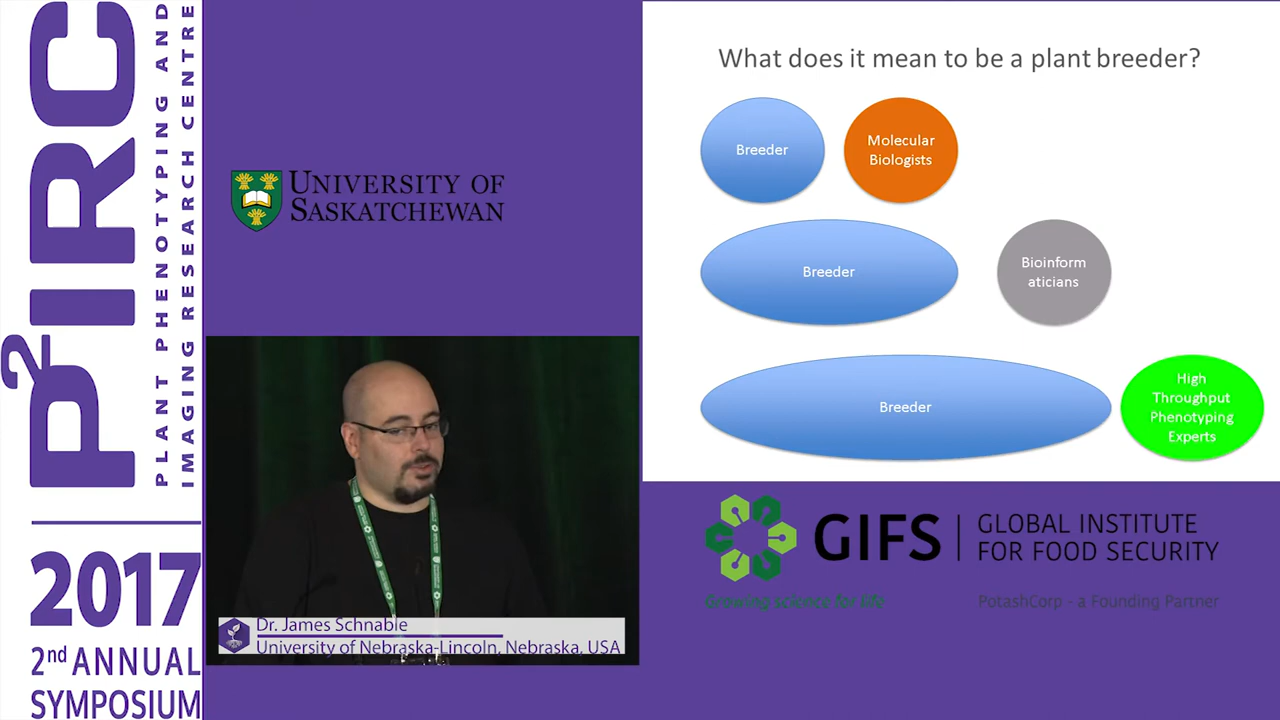 P²IRC
PLANT PHENOTYPING AND
IMAGING RESEARCH CENTRE
2017
2nd ANNUAL
SYMPOSIUM
UNIVERSITY OF
SASKATCHEWAN
Dr. James Schnable
University of Nebraska-Lincoln, Nebraska, USA
What does it mean to be a plant breeder?
Breeder
Molecular
Biologists
Breeder
Bioinform
aticians
Breeder
High
Throughput
Phenotyping
Experts
GIFS
GLOBAL INSTITUTE
FOR FOOD SECURITY
Growing science for life
PotashCorp - a Founding Partner